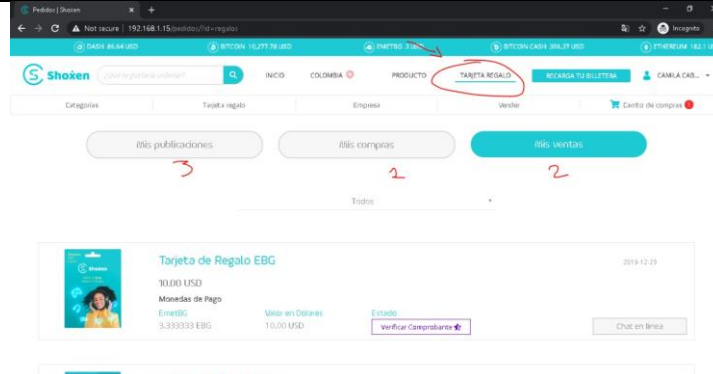 Pedidos | Shoxen
Not secure | 192.168.1.15/pedidos/?id=regalos
Incognito
DASH 86.64 USD
BITCOIN 10,277.78 USD
EMETBG 3 USD
BITCOIN CASH 304.37 USD
ETHEREUM 182.1 U
Shoxen
INICIO
COLOMBIA
PRODUCTO
TARJETA REGALO
RECARGA TU BILLETERA
CAMILA CAB...
Categorías
Tarjeta regalo
Empresa
Vender
Carrito de compras
Mis publicaciones
Mis compras
Mis ventas
3
1
2
Todos
Shoxen
Tarjeta de Regalo EBG
2019-12-29
10.00 USD
Monedas de Pago
EmetBG
Valor en Dolares
Estado
3.333333 EBG
10.00 USD
Verificar Comprobante
Chat en linea